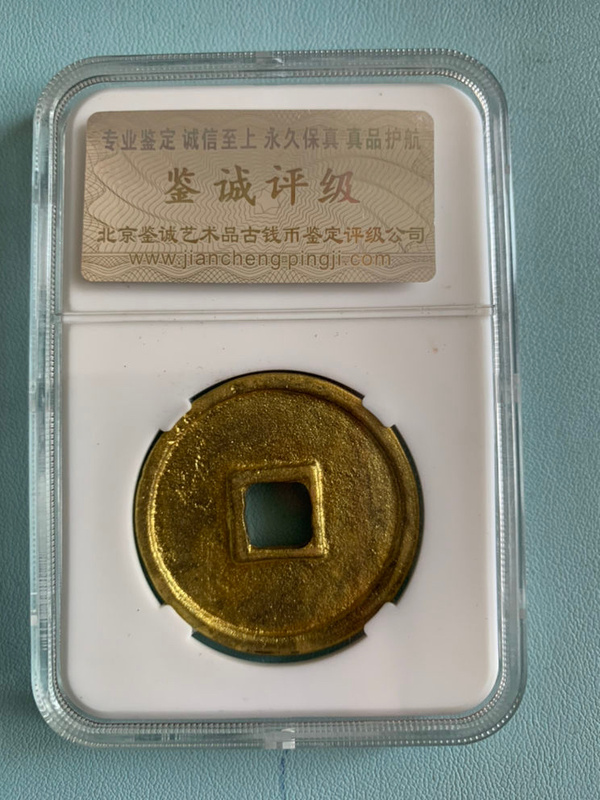 专业鉴定 诚信至上 永久保真 真品护航
鉴诚评级
北京鉴诚艺术品古钱币鉴定评级公司
www.jianchengpingji.com